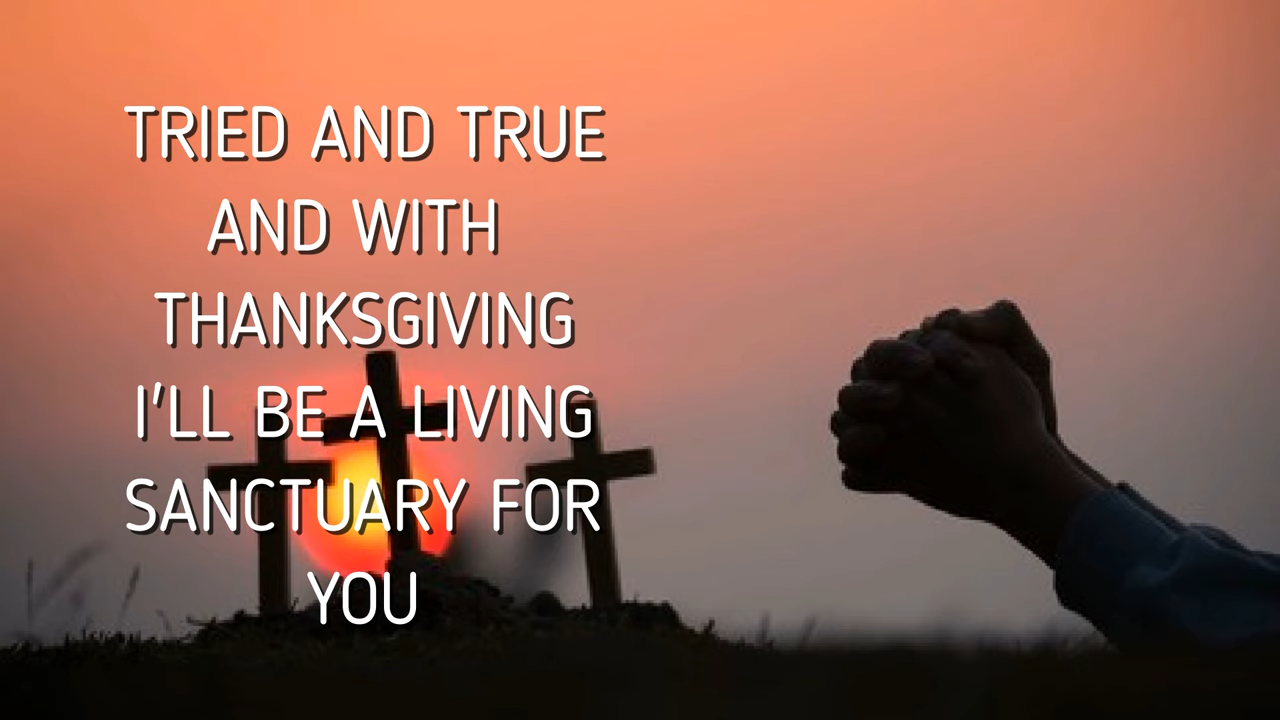 TRIED AND TRUE
AND WITH
THANKSGIVING
I'LL BE A LIVING
SANCTUARY FOR
YOU